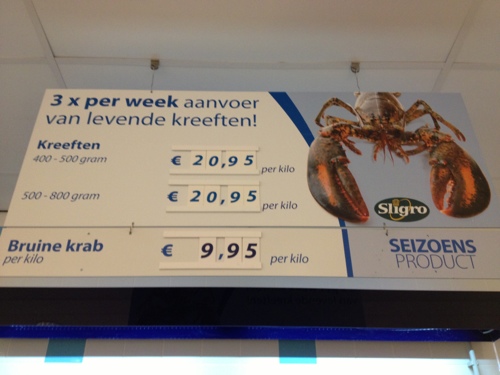 3 x per week aanvoer
van levende kreeften!
Kreeften
400 - 500 gram € 20,95 per kilo
500 - 800 gram € 20,95 per kilo
Sligro
Bruine krab € 9,95 per kilo
per kilo
SEIZOENS
PRODUCT